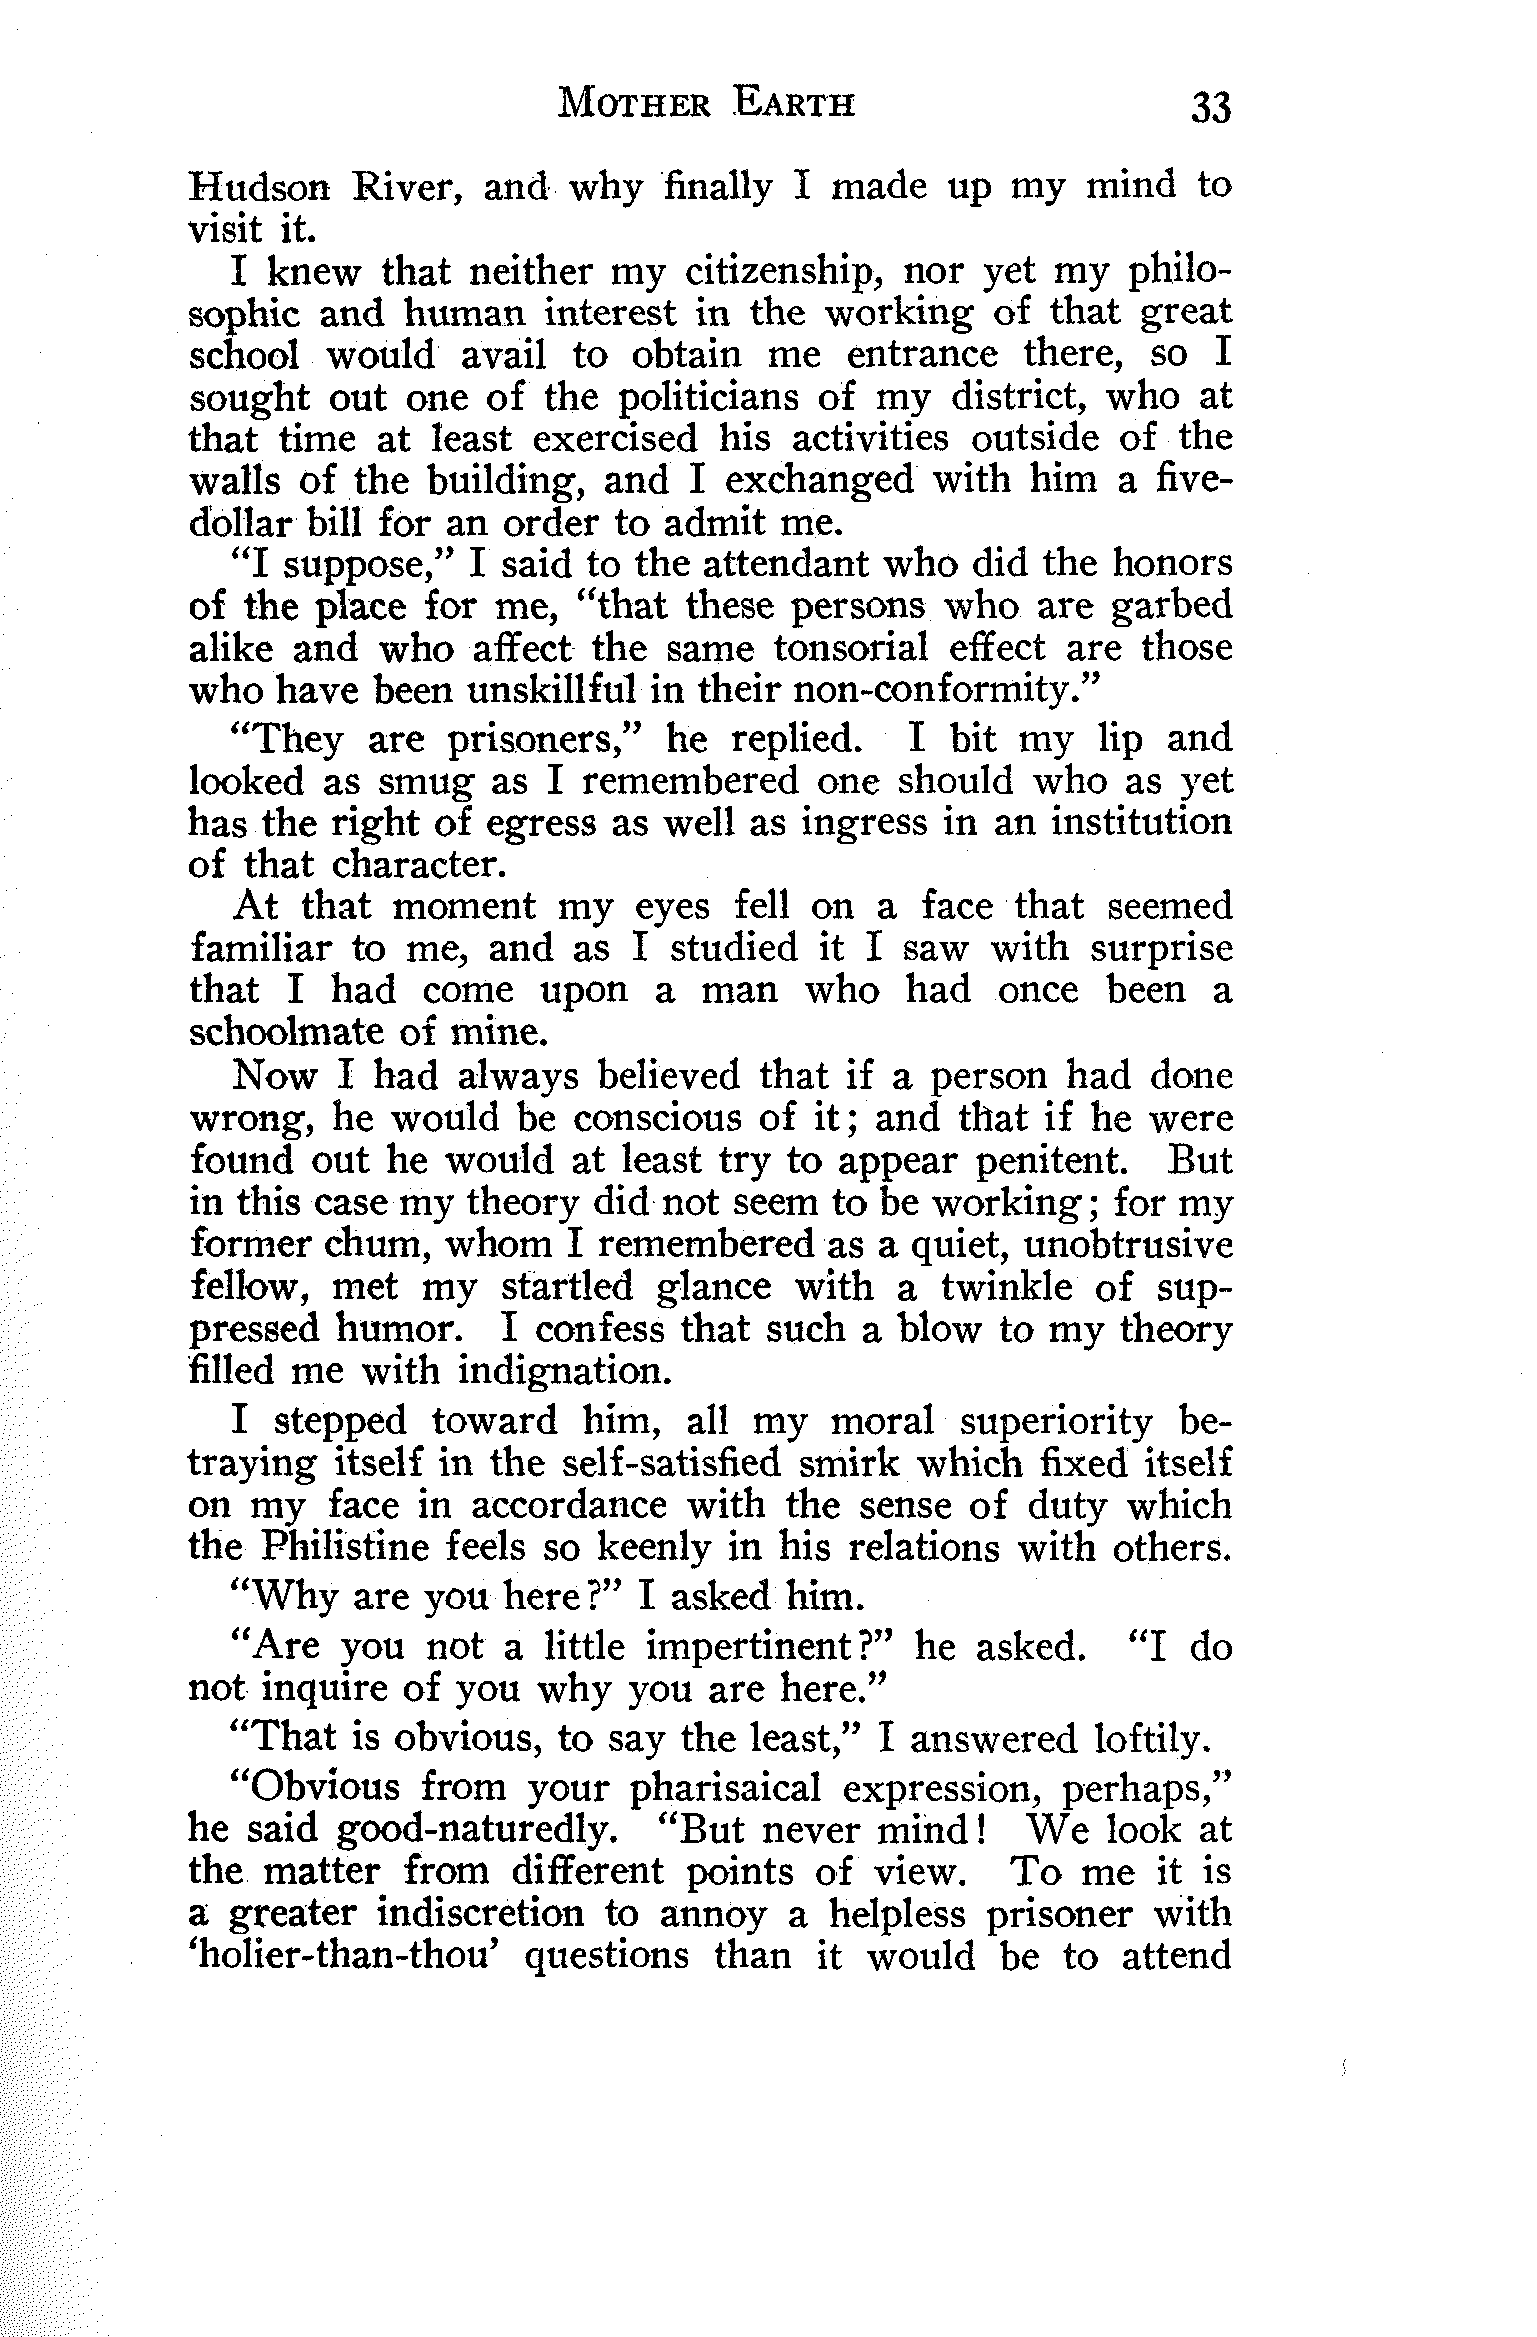 MOTHER EARTH 33
Hudson River, and why finally I made up my mind to
visit it.
I knew that neither my citizenship, nor yet my philo-
sophic and human interest in the working of that great
school would avail to obtain me entrance there, so I
sought out one of the politicians of my district, who at
that time at least exercised his activities outside of the
walls of the building, and I exchanged with him a five-
dollar bill for an order to admit me.
“I suppose,” I said to the attendant who did the honors
of the place for me, “that these persons who are garbed
alike and who affect the same tonsorial effect are those
who have been unskillful in their non-conformity.”
“They are prisoners,” he replied. I bit my lip and
looked as smug as I remembered one should who as yet
has the right of egress as well as ingress in an institution
of that character.
At that moment my eyes fell on a face that seemed
familiar to me, and as I studied it I saw with surprise
that I had come upon a man who had once been a
schoolmate of mine.
Now I had always believed that if a person had done
wrong, he would be conscious of it; and that if he were
found out he would at least try to appear penitent. But
in this case my theory did not seem to be working; for my
former chum, whom I remembered as a quiet, unobtrusive
fellow, met my startled glance with a twinkle of sup-
pressed humor. I confess that such a blow to my theory
filled me with indignation.
I stepped toward him, all my moral superiority be-
traying itself in the self-satisfied smirk which fixed itself
on my face in accordance with the sense of duty which
the Philistine feels so keenly in his relations with others.
“Why are you here?” I asked him.
“Are you not a little impertinent?” he asked. “I do
not inquire of you why you are here.”
“That is obvious, to say the least,” I answered loftily.
“Obvious from your pharisaical expression, perhaps,”
he said good-naturedly. “But never mind! We look at
the matter from different points of view. To me it is
a greater indiscretion to annoy a helpless prisoner with
‘holier-than-thou’ questions than it would be to attend